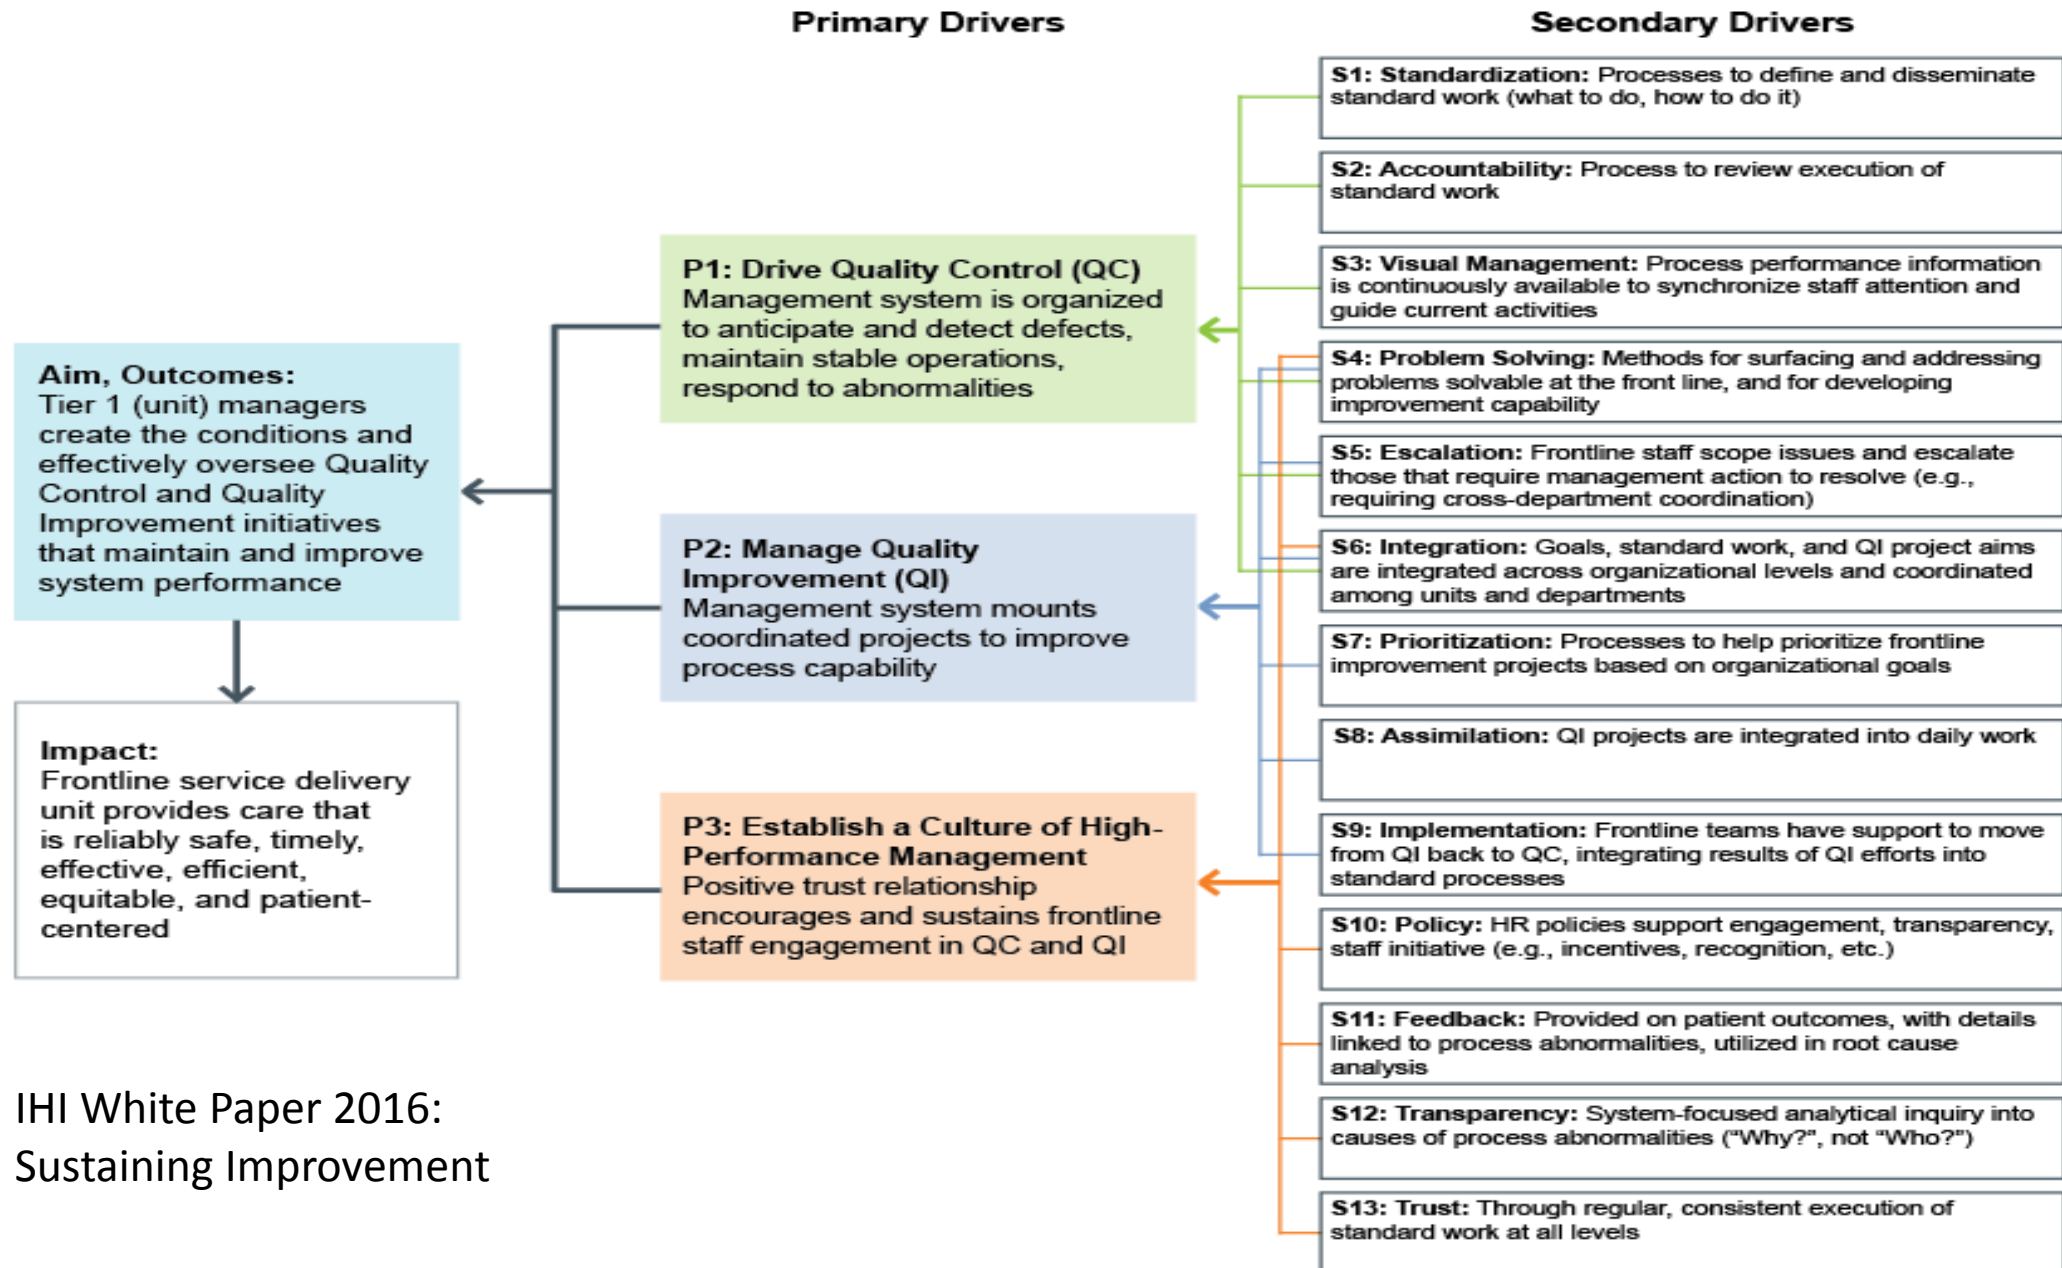 Primary Drivers
Secondary Drivers
Aim, Outcomes:
Tier 1 (unit) managers
create the conditions and
effectively oversee Quality
Control and Quality
Improvement initiatives
that maintain and improve
system performance
Impact:
Frontline service delivery
unit provides care that
is reliably safe, timely,
effective, efficient,
equitable, and patient-
centered
IHI White Paper 2016:
Sustaining Improvement
P1: Drive Quality Control (QC)
Management system is organized
to anticipate and detect defects,
maintain stable operations,
respond to abnormalities
P2: Manage Quality
Improvement (QI)
Management system mounts
coordinated projects to improve
process capability
P3: Establish a Culture of High-
Performance Management
Positive trust relationship
encourages and sustains frontline
staff engagement in QC and QI
S1: Standardization: Processes to define and disseminate
standard work (what to do, how to do it)
S2: Accountability: Process to review execution of
standard work
S3: Visual Management: Process performance information
is continuously available to synchronize staff attention and
guide current activities
S4: Problem Solving: Methods for surfacing and addressing
problems solvable at the front line, and for developing
improvement capability
S5: Escalation: Frontline staff scope issues and escalate
those that require management action to resolve (e.g.,
requiring cross-department coordination)
S6: Integration: Goals, standard work, and QI project aims
are integrated across organizational levels and coordinated
among units and departments
S7: Prioritization: Processes to help prioritize frontline
improvement projects based on organizational goals
S8: Assimilation: QI projects are integrated into daily work
S9: Implementation: Frontline teams have support to move
from QI back to QC, integrating results of QI efforts into
standard processes
S10: Policy: HR policies support engagement, transparency,
staff initiative (e.g., incentives, recognition, etc.)
S11: Feedback: Provided on patient outcomes, with details
linked to process abnormalities, utilized in root cause
analysis
S12: Transparency: System-focused analytical inquiry into
causes of process abnormalities (“Why?”, not “Who?”)
S13: Trust: Through regular, consistent execution of
standard work at all levels